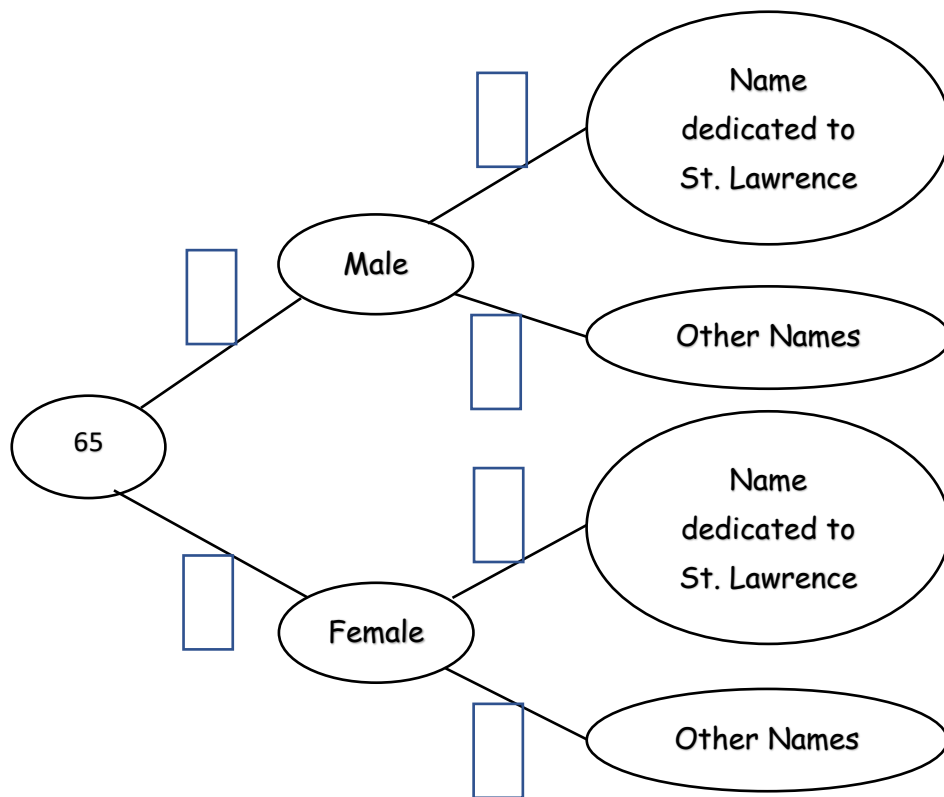 Name
dedicated to
St. Lawrence
Male
Other Names
65
Name
dedicated to
St. Lawrence
Female
Other Names